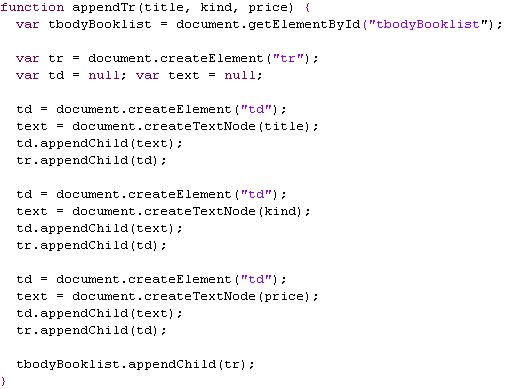 function appendTr(title, kind, price) {
  var tbodyBooklist = document.getElementById("tbodyBooklist");

  var tr = document.createElement("tr");
  var td = null; var text = null;

  td = document.createElement("td");
  text = document.createTextNode(title);
  td.appendChild(text);
  tr.appendChild(td);

  td = document.createElement("td");
  text = document.createTextNode(kind);
  td.appendChild(text);
  tr.appendChild(td);

  td = document.createElement("td");
  text = document.createTextNode(price);
  td.appendChild(text);
  tr.appendChild(td);

  tbodyBooklist.appendChild(tr);
}